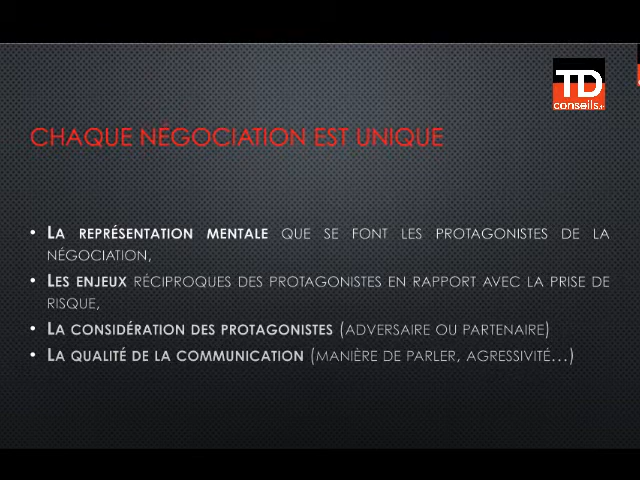 TD
conseils.fr
CHAQUE NÉGOCIATION EST UNIQUE
• LA REPRÉSENTATION MENTALE QUE SE FONT LES PROTAGONISTES DE LA
NÉGOCIATION,
• LES ENJEUX RÉCIPROQUES DES PROTAGONISTES EN RAPPORT AVEC LA PRISE DE
RISQUE,
• LA CONSIDÉRATION DES PROTAGONISTES (ADVERSAIRE OU PARTENAIRE)
• LA QUALITÉ DE LA COMMUNICATION (MANIÈRE DE PARLER, AGRESSIVITÉ...)